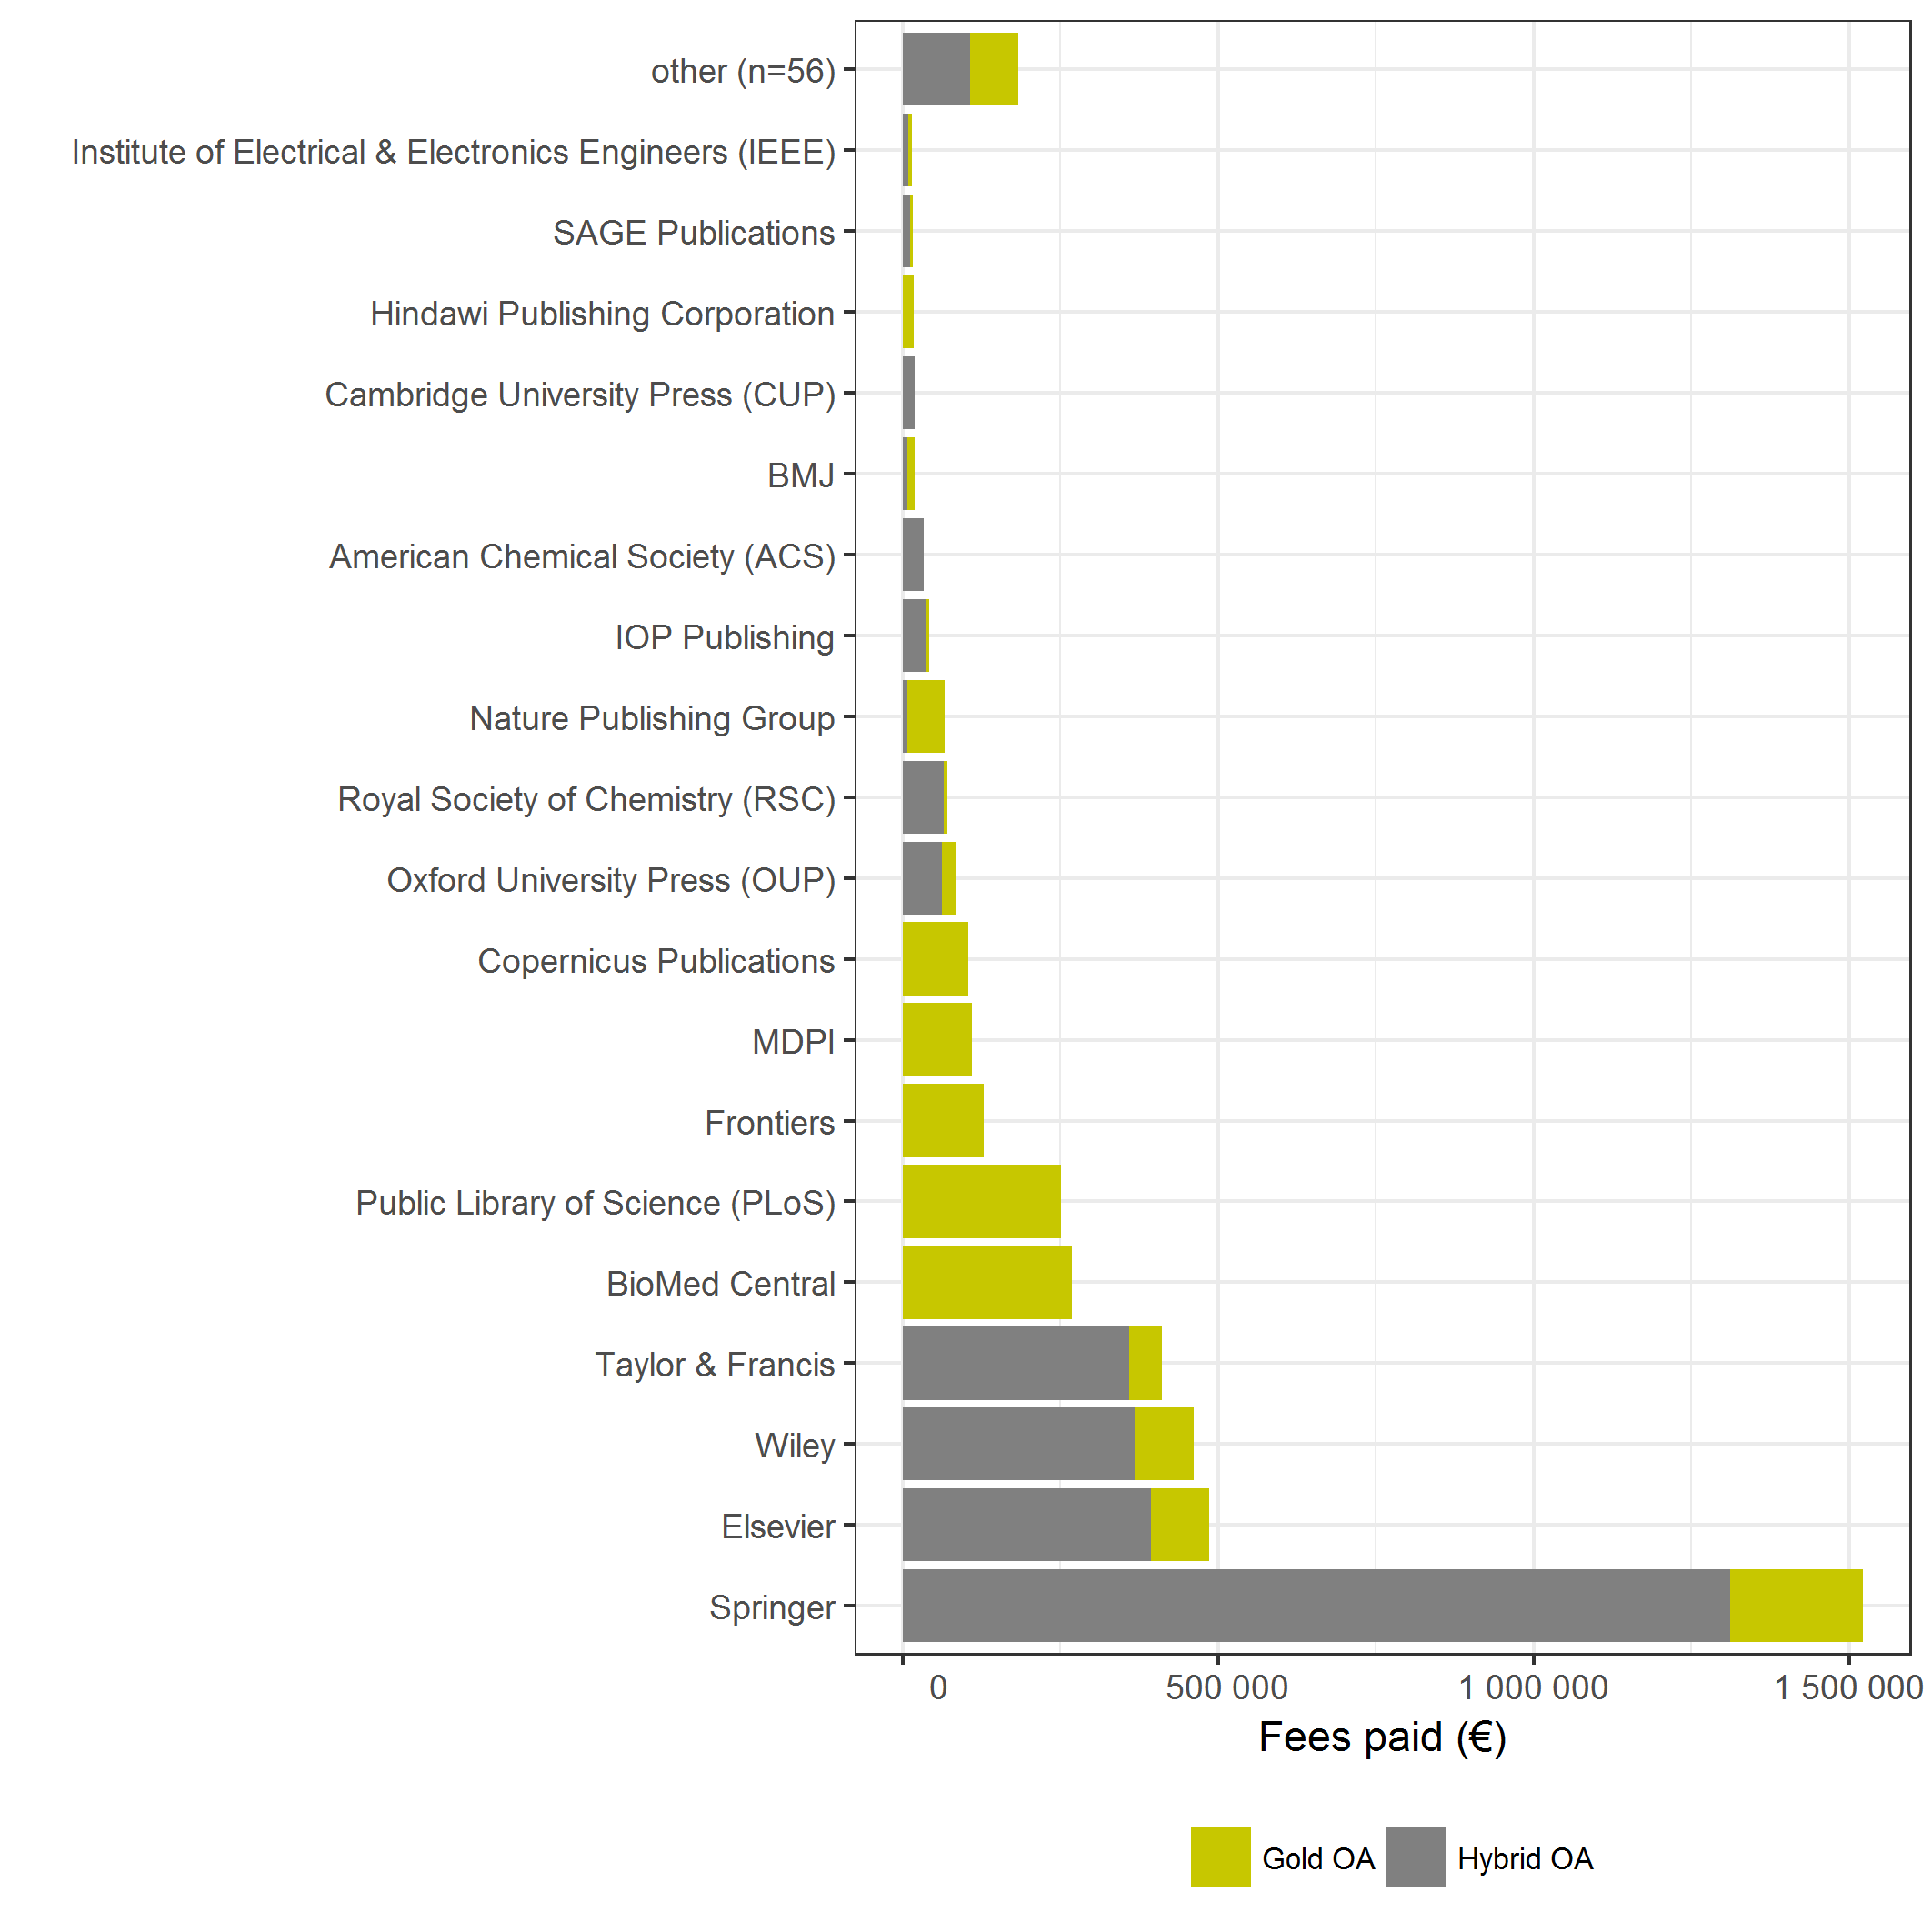 other (n=56)
Institute of Electrical & Electronics Engineers (IEEE)
SAGE Publications
Hindawi Publishing Corporation
Cambridge University Press (CUP)
BMJ
American Chemical Society (ACS)
IOP Publishing
Nature Publishing Group
Royal Society of Chemistry (RSC)
Oxford University Press (OUP)
Copernicus Publications
MDPI
Frontiers
Public Library of Science (PLoS)
BioMed Central
Taylor & Francis
Wiley
Elsevier
Springer
0 500 000 1 000 000 1 500 000
Fees paid (€)
Gold OA Hybrid OA